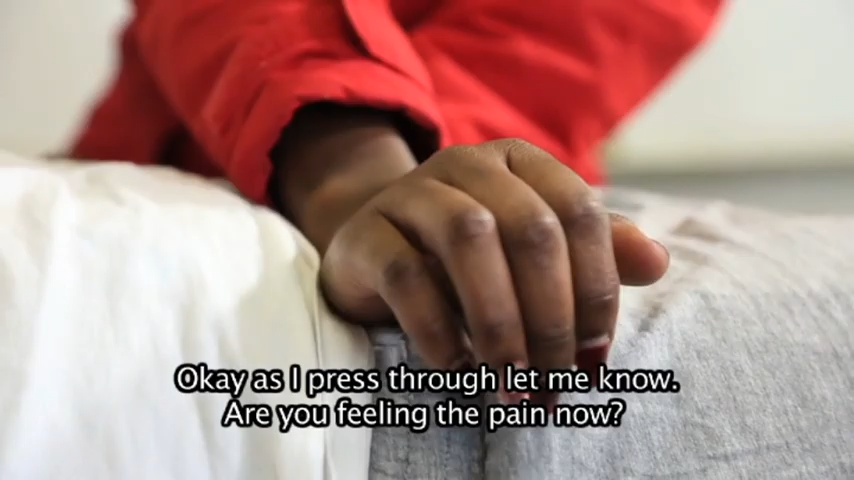 Okay as I press through let me know.
Are you feeling the pain now?